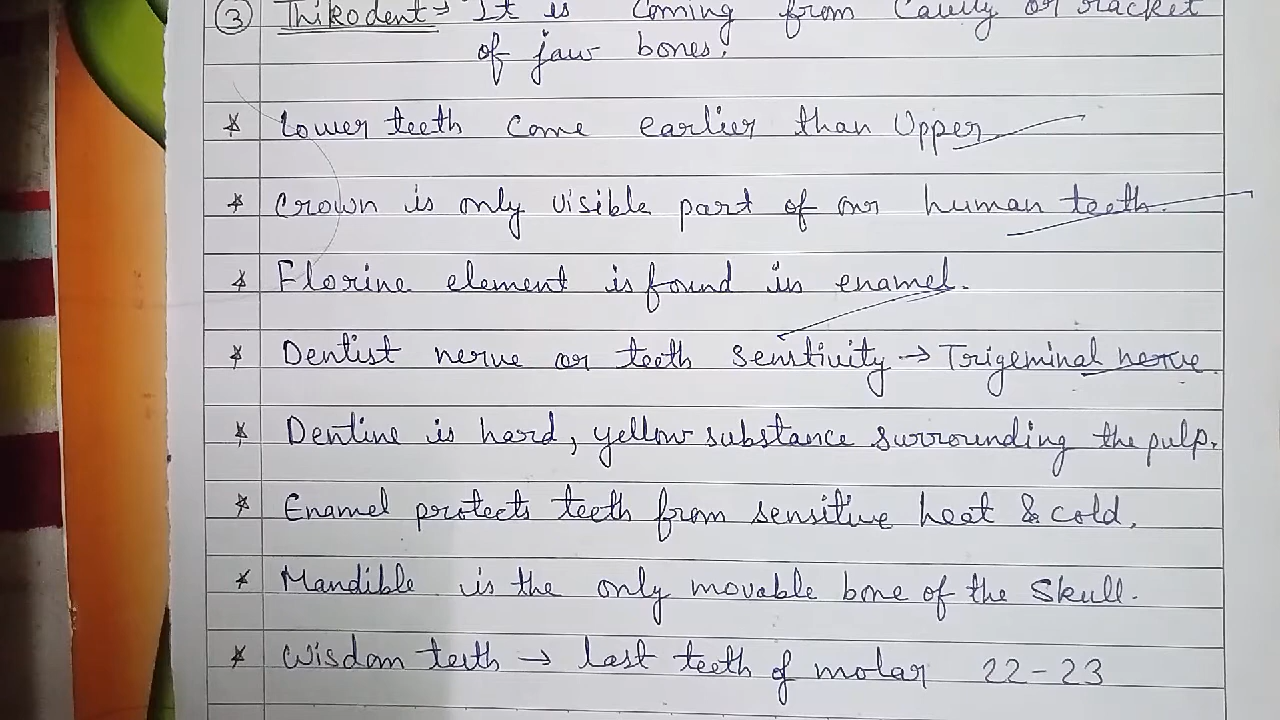 ③ Thikodent → It is coming from Cavity or sracket
of jaw bones.
* Lower teeth come earlier than Upper
* Crown is only visible part of our human teeth.
* Florine element is found in enamel.
* Dentist nerve or teeth sensitivity → Trigeminal nerve
* Dentine is hard, yellow substance surrounding the pulp.
* Enamel protects teeth from sensitive heat & cold.
* Mandible is the only movable bone of the Skull.
* Wisdom teeth → last teeth of molar 22-23